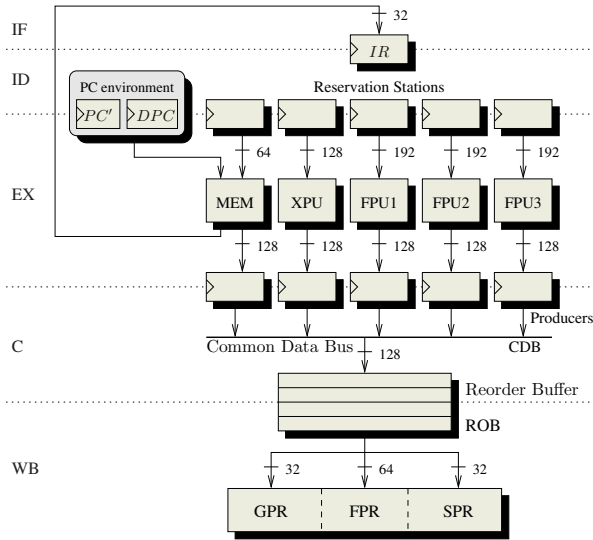 IF
32
IR
ID
PC environment
PC' DPC
Reservation Stations
64 128 192 192 192
EX
MEM XPU FPU1 FPU2 FPU3
128 128 128 128 128
Producers
C
Common Data Bus
128
CDB
Reorder Buffer
ROB
WB
32 64 32
GPR FPR SPR